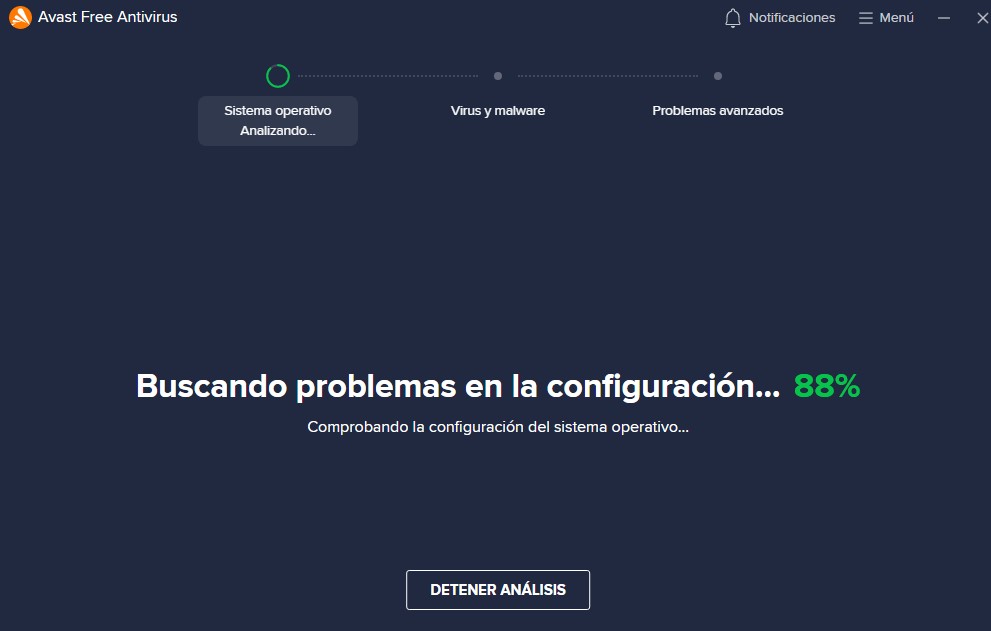 Avast Free Antivirus
Notificaciones
Menú
Sistema operativo
Analizando...
Virus y malware
Problemas avanzados
Buscando problemas en la configuración... 88%
Comprobando la configuración del sistema operativo...
DETENER ANÁLISIS